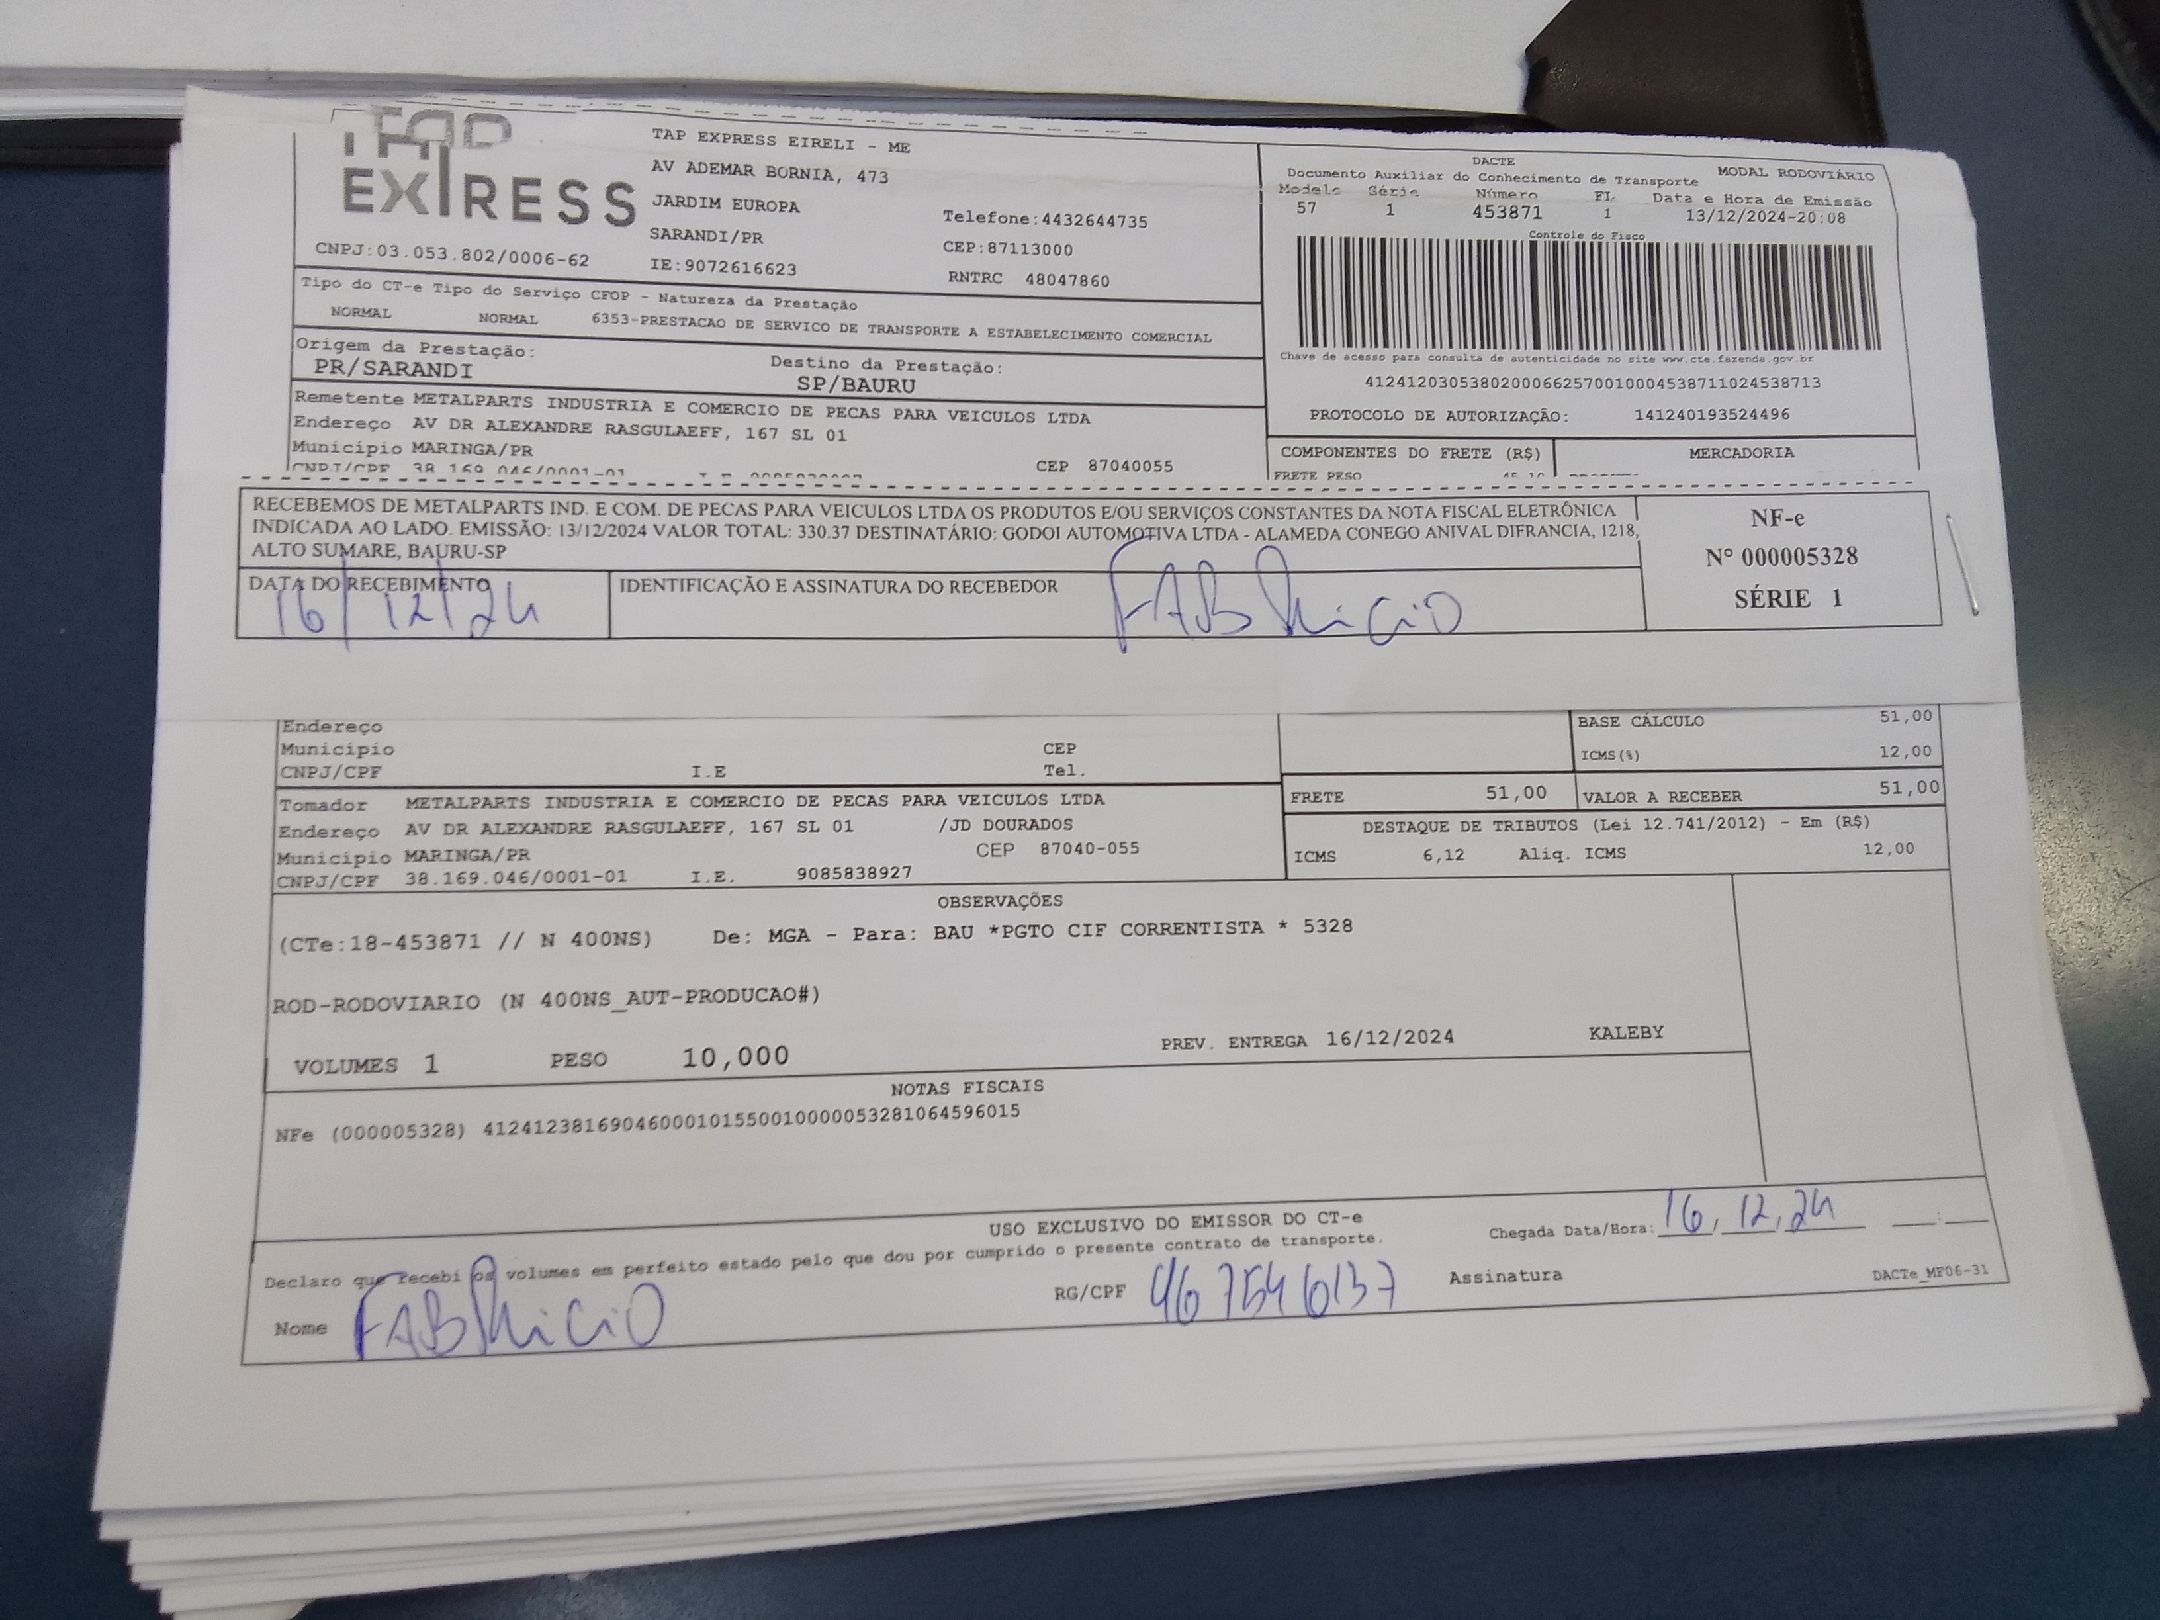 TAP
EXPRESS
TAP EXPRESS EIRELI - ME
AV ADEMAR BORNIA, 473
JARDIM EUROPA
SARANDI/PR
Telefone:4432644735
CEP:87113000
CNPJ:03.053.802/0006-62
IE:9072616623
RNTRC 48047860
DACTE
Documento Auxiliar do Conhecimento de Transporte
MODAL RODOVIÁRIO
Modelo Série Número FL Data e Hora de Emissão
57 1 453871 1 13/12/2024-20:08
Controle do Fisco
Chave de acesso para consulta de autenticidade no site www.cte.fazenda.gov.br
41241203053802000662570010004538711024538713
PROTOCOLO DE AUTORIZAÇÃO: 141240193524496
Tipo do CT-e Tipo do Serviço CFOP - Natureza da Prestação
NORMAL NORMAL 6353-PRESTACAO DE SERVICO DE TRANSPORTE A ESTABELECIMENTO COMERCIAL
Origem da Prestação: Destino da Prestação:
PR/SARANDI SP/BAURU
Remetente METALPARTS INDUSTRIA E COMERCIO DE PECAS PARA VEICULOS LTDA
Endereço AV DR ALEXANDRE RASGULAEFF, 167 SL 01
Município MARINGA/PR
CEP 87040055
CNPJ/CPF 38.169.046/0001-01
COMPONENTES DO FRETE (R$) MERCADORIA
FRETE PESO
RECEBEMOS DE METALPARTS IND. E COM. DE PECAS PARA VEICULOS LTDA OS PRODUTOS E/OU SERVIÇOS CONSTANTES DA NOTA FISCAL ELETRÔNICA
INDICADA AO LADO. EMISSÃO: 13/12/2024 VALOR TOTAL: 330.37 DESTINATÁRIO: GODOI AUTOMOTIVA LTDA - ALAMEDA CONEGO ANIVAL DIFRANCIA, 1218,
ALTO SUMARE, BAURU-SP
DATA DO RECEBIMENTO
16/12/24
IDENTIFICAÇÃO E ASSINATURA DO RECEBEDOR
FABRICIO
NF-e
N° 000005328
SÉRIE 1
Endereço
Município CEP
CNPJ/CPF I.E Tel.
BASE CÁLCULO 51,00
ICMS(%) 12,00
FRETE 51,00 VALOR A RECEBER 51,00
DESTAQUE DE TRIBUTOS (Lei 12.741/2012) - Em (R$)
ICMS 6,12 Aliq. ICMS 12,00
Tomador METALPARTS INDUSTRIA E COMERCIO DE PECAS PARA VEICULOS LTDA
Endereço AV DR ALEXANDRE RASGULAEFF, 167 SL 01 /JD DOURADOS
Município MARINGA/PR CEP 87040-055
CNPJ/CPF 38.169.046/0001-01 I.E. 9085838927
OBSERVAÇÕES
(CTe:18-453871 // N 400NS) De: MGA - Para: BAU *PGTO CIF CORRENTISTA * 5328
ROD-RODOVIARIO (N 400NS_AUT-PRODUCAO#)
VOLUMES 1 PESO 10,000 PREV. ENTREGA 16/12/2024 KALEBY
NOTAS FISCAIS
NFe (000005328) 41241238169046000101550010000053281064596015
USO EXCLUSIVO DO EMISSOR DO CT-e
Declaro que recebi os volumes em perfeito estado pelo que dou por cumprido o presente contrato de transporte.
Chegada Data/Hora: 16,12,24 __:__
Nome FABRICIO RG/CPF 467546137 Assinatura
DACTe_MF06-31